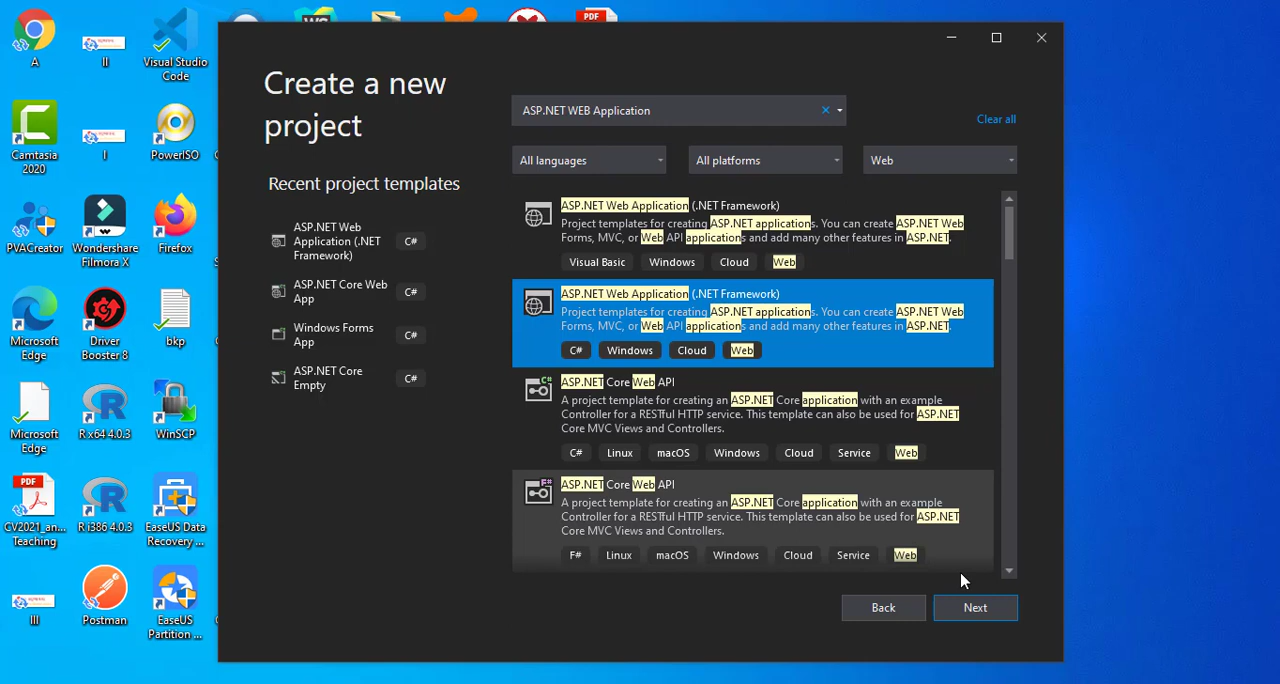 A
II
Visual Studio
Code
Camtasia
2020
I
PowerISO
PVACreator
Wondershare
Filmora X
Firefox
Microsoft
Edge
Driver
Booster 8
bkp
Microsoft
Edge
R x64 4.0.3
WinSCP
PDF
CV2021_an...
Teaching
R i386 4.0.3
EaseUS Data
Recovery ...
III
Postman
EaseUS
Partition ...
PDF
Create a new
project
Recent project templates
ASP.NET Web
Application (.NET
Framework)
C#
ASP.NET Core Web
App
C#
Windows Forms
App
C#
ASP.NET Core
Empty
C#
ASP.NET WEB Application
Clear all
All languages
All platforms
Web
ASP.NET Web Application (.NET Framework)
Project templates for creating ASP.NET applications. You can create ASP.NET Web
Forms, MVC, or Web API applications and add many other features in ASP.NET.
Visual Basic Windows Cloud Web
ASP.NET Web Application (.NET Framework)
Project templates for creating ASP.NET applications. You can create ASP.NET Web
Forms, MVC, or Web API applications and add many other features in ASP.NET.
C# Windows Cloud Web
C#
ASP.NET Core Web API
A project template for creating an ASP.NET Core application with an example
Controller for a RESTful HTTP service. This template can also be used for ASP.NET
Core MVC Views and Controllers.
C# Linux macOS Windows Cloud Service Web
F#
ASP.NET Core Web API
A project template for creating an ASP.NET Core application with an example
Controller for a RESTful HTTP service. This template can also be used for ASP.NET
Core MVC Views and Controllers.
F# Linux macOS Windows Cloud Service Web
Back
Next